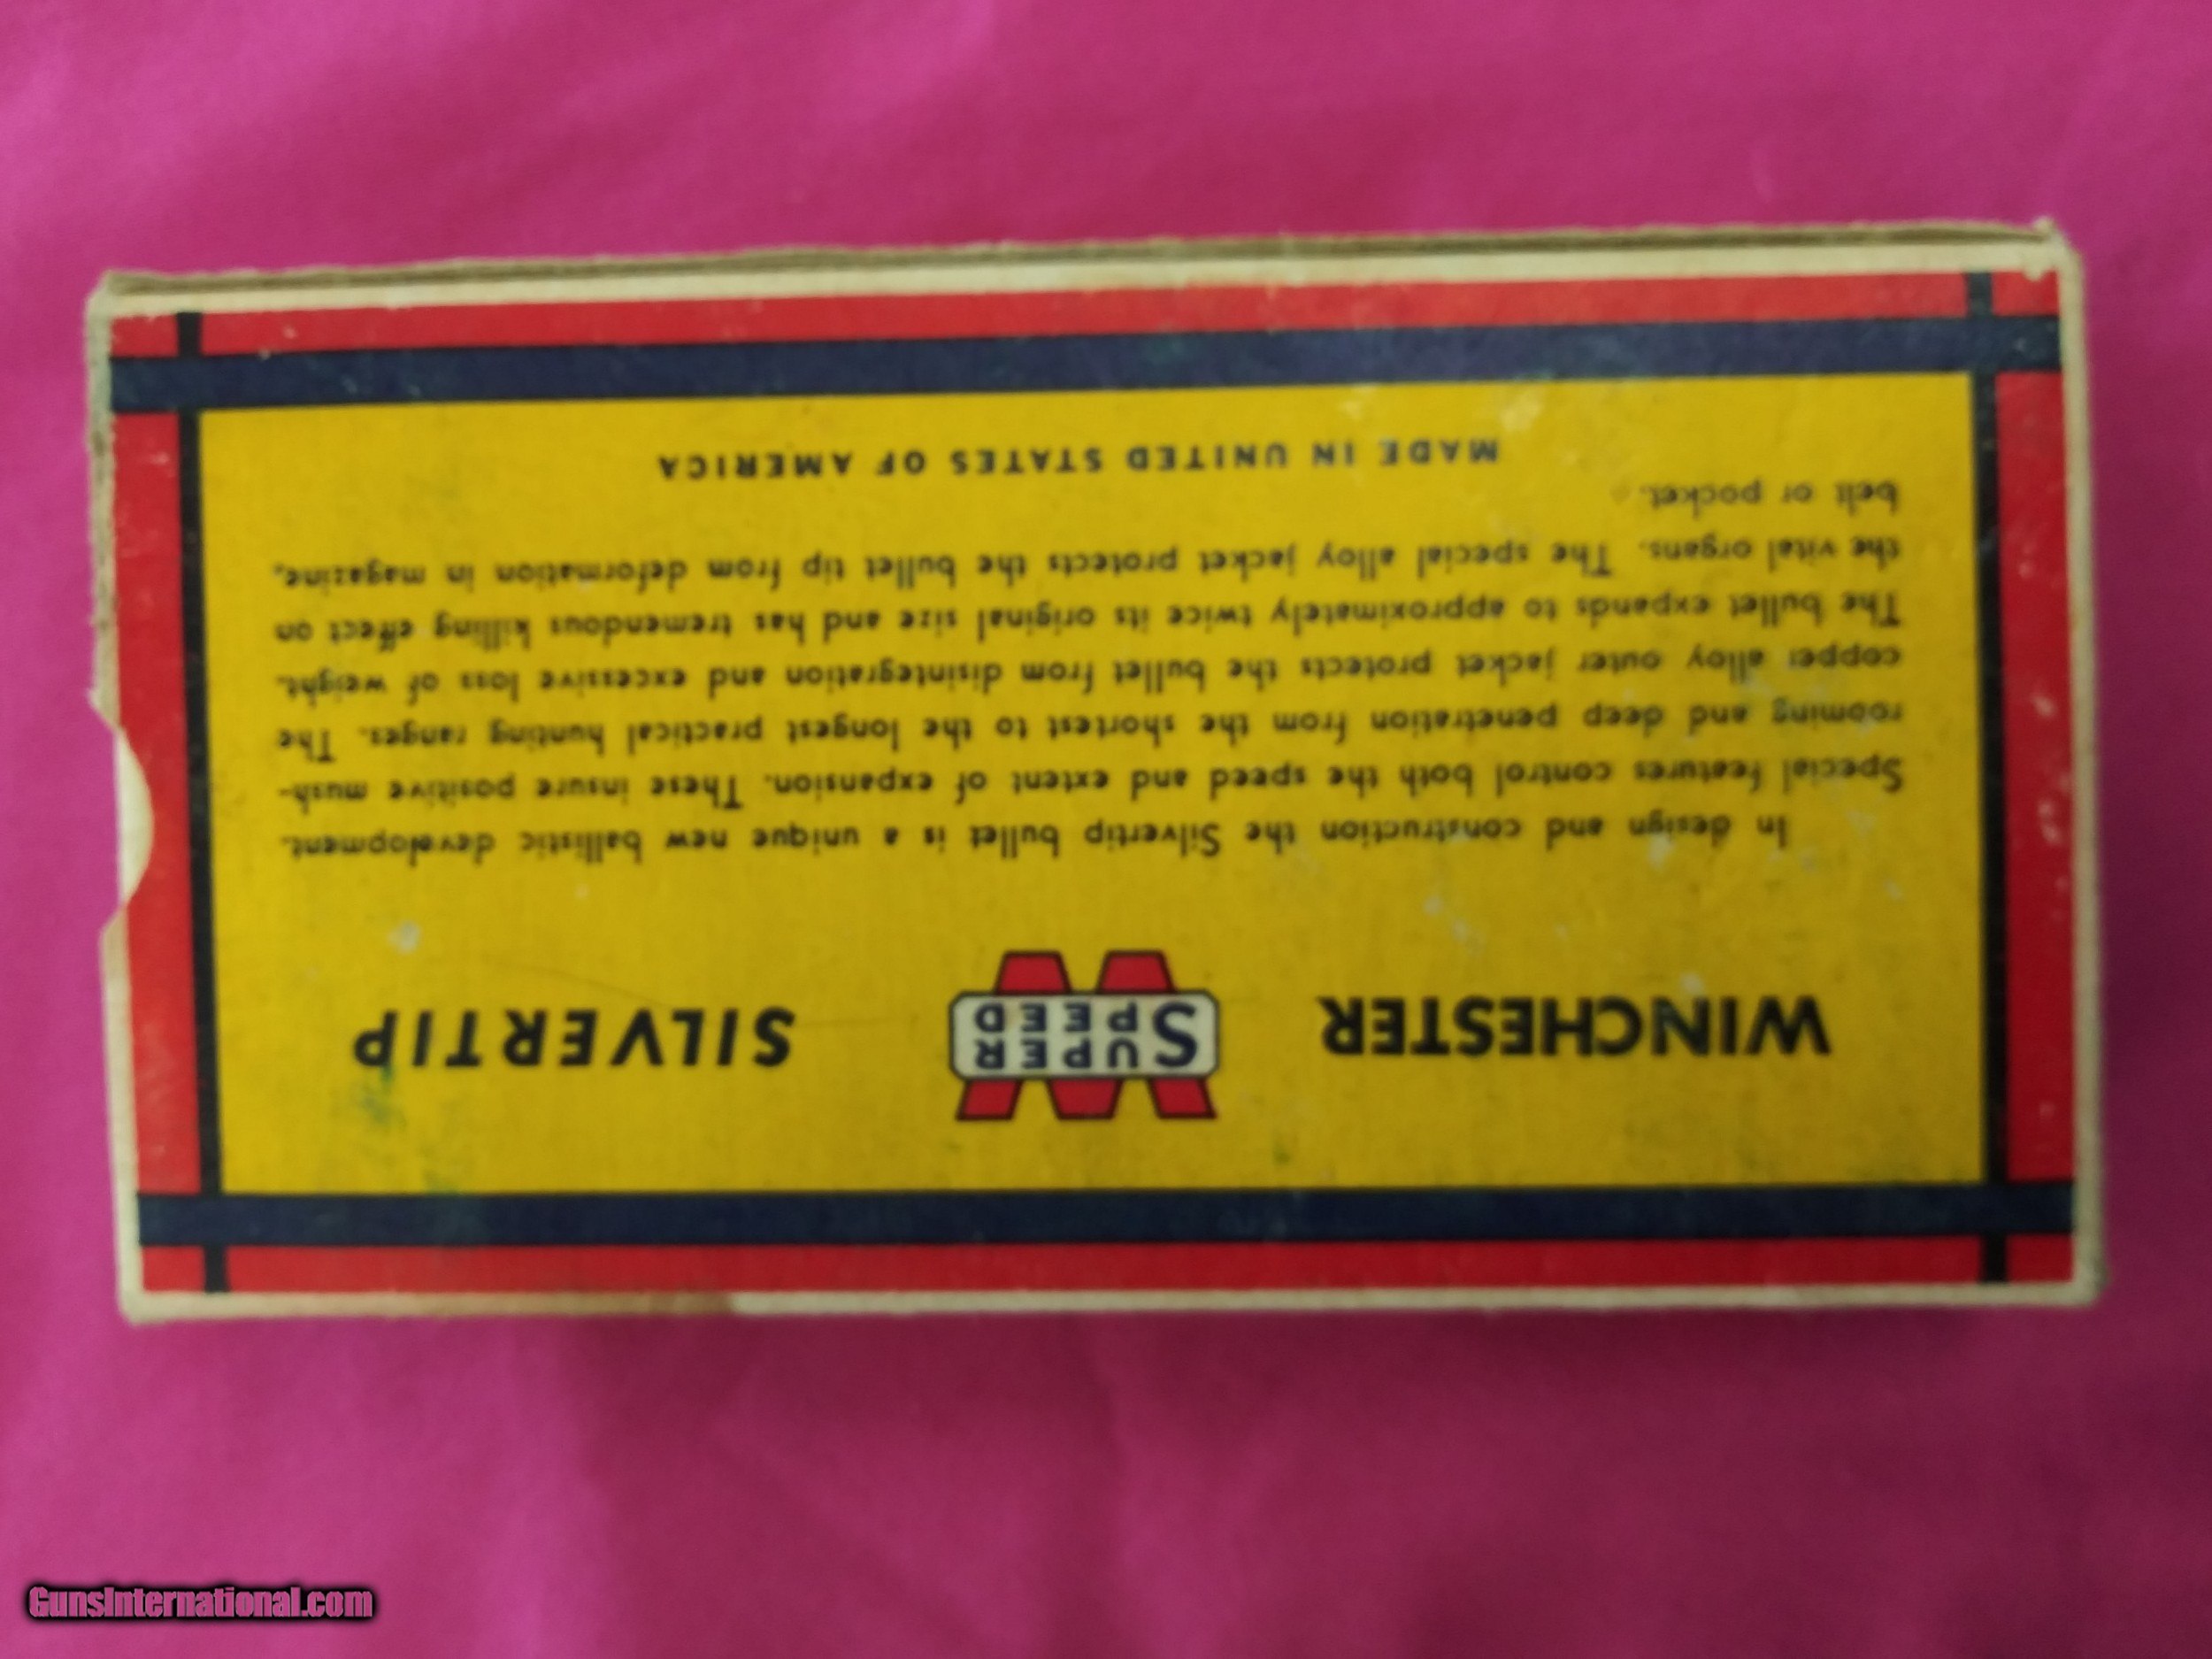 WINCHESTER
SUPER
SPEED
SILVERTIP
In design and construction the Silvertip bullet is a unique new ballistic development.
Special features control both the speed and extent of expansion. These insure positive mush-
rooming and deep penetration from the shortest to the longest practical hunting ranges. The
copper alloy outer jacket protects the bullet from disintegration and excessive loss of weight.
The bullet expands to approximately twice its original size and has tremendous killing effect on
the vital organs. The special alloy jacket protects the bullet tip from deformation in magazine,
belt or pocket.
MADE IN UNITED STATES OF AMERICA
GunsInternational.com